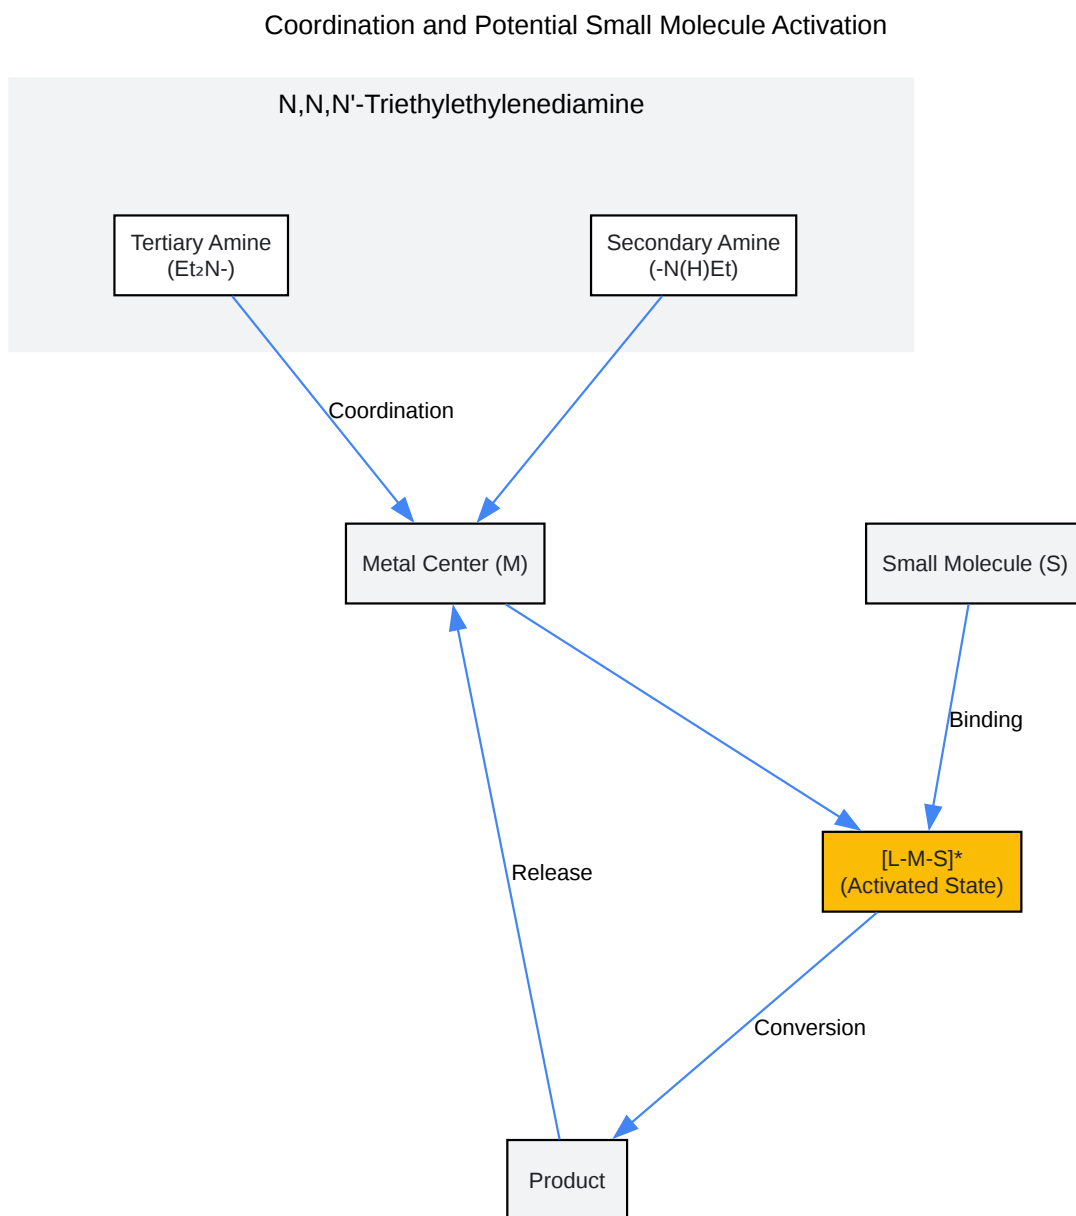 Coordination and Potential Small Molecule Activation
N,N,N'-Triethylethylenediamine
Tertiary Amine
(Et₂N-)
Secondary Amine
(-N(H)Et)
Coordination
Metal Center (M)
Small Molecule (S)
Binding
[L-M-S]*
(Activated State)
Release
Conversion
Product